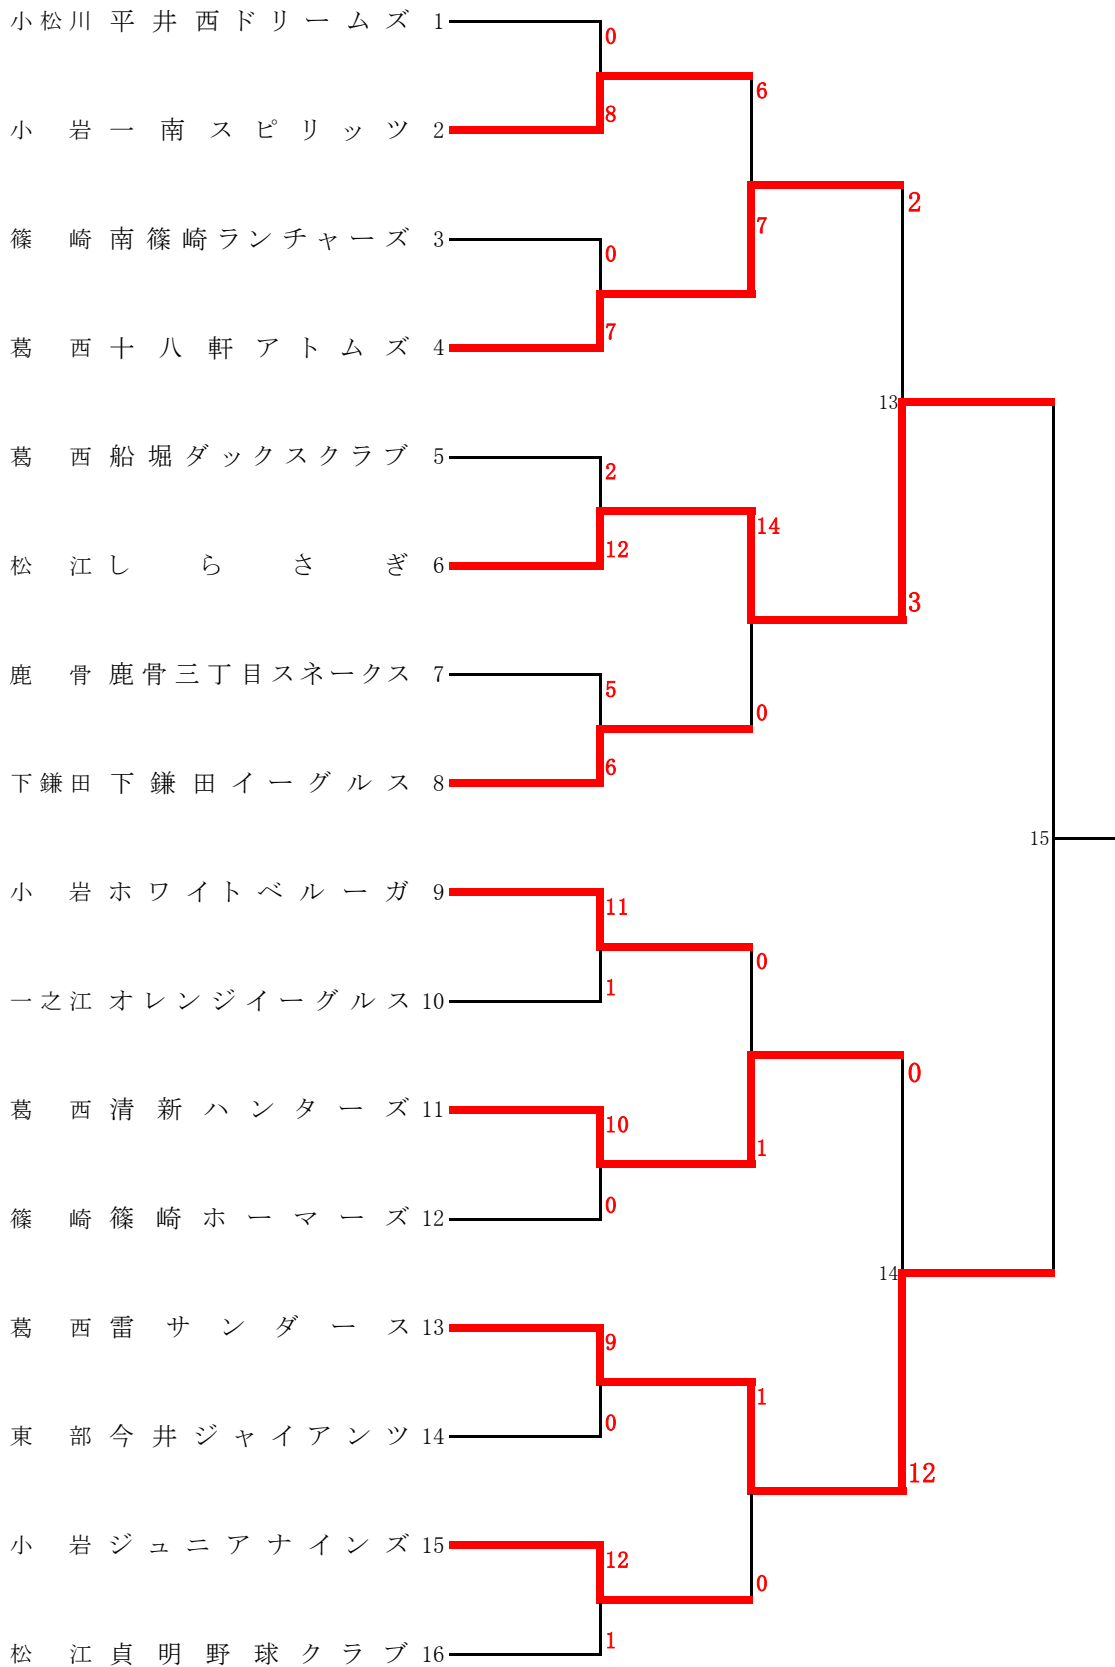 小松川 平井西ドリームズ 1
0
6
8
小岩 一南スピリッツ 2
2
7
篠崎 南篠崎ランチャーズ 3
0
7
葛西 十八軒アトムズ 4
13
葛西 船堀ダックスクラブ 5
2
14
12
松江 しらさぎ 6
3
鹿骨 鹿骨三丁目スネークス 7
5
0
6
下鎌田 下鎌田イーグルス 8
15
小岩 ホワイトベルーガ 9
11
0
1
一之江 オレンジイーグルス 10
0
葛西 清新ハンターズ 11
10
1
0
篠崎 篠崎ホーマーズ 12
14
葛西 雷サンダース 13
9
1
0
東部 今井ジャイアンツ 14
12
小岩 ジュニアナインズ 15
12
0
1
松江 貞明野球クラブ 16